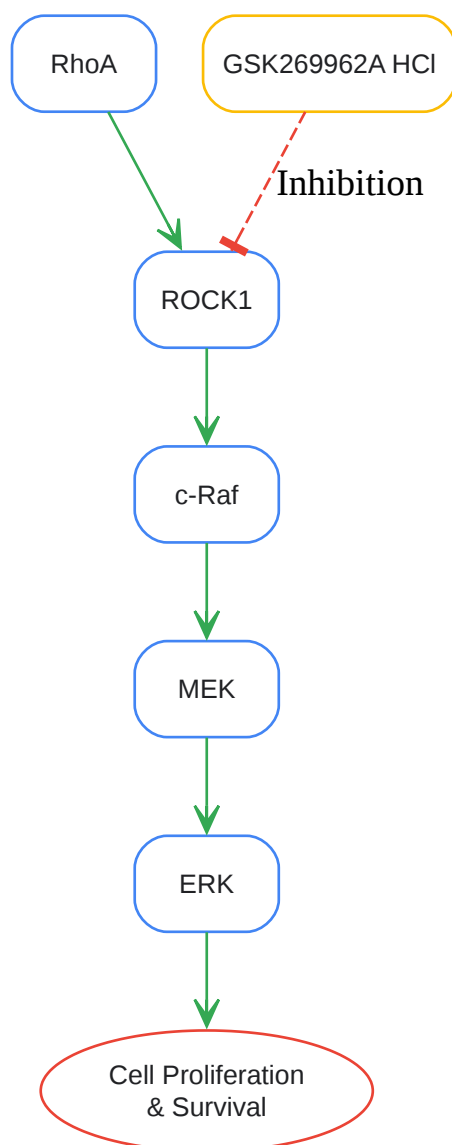 RhoA
GSK269962A HCl
Inhibition
ROCK1
c-Raf
MEK
ERK
Cell Proliferation
& Survival